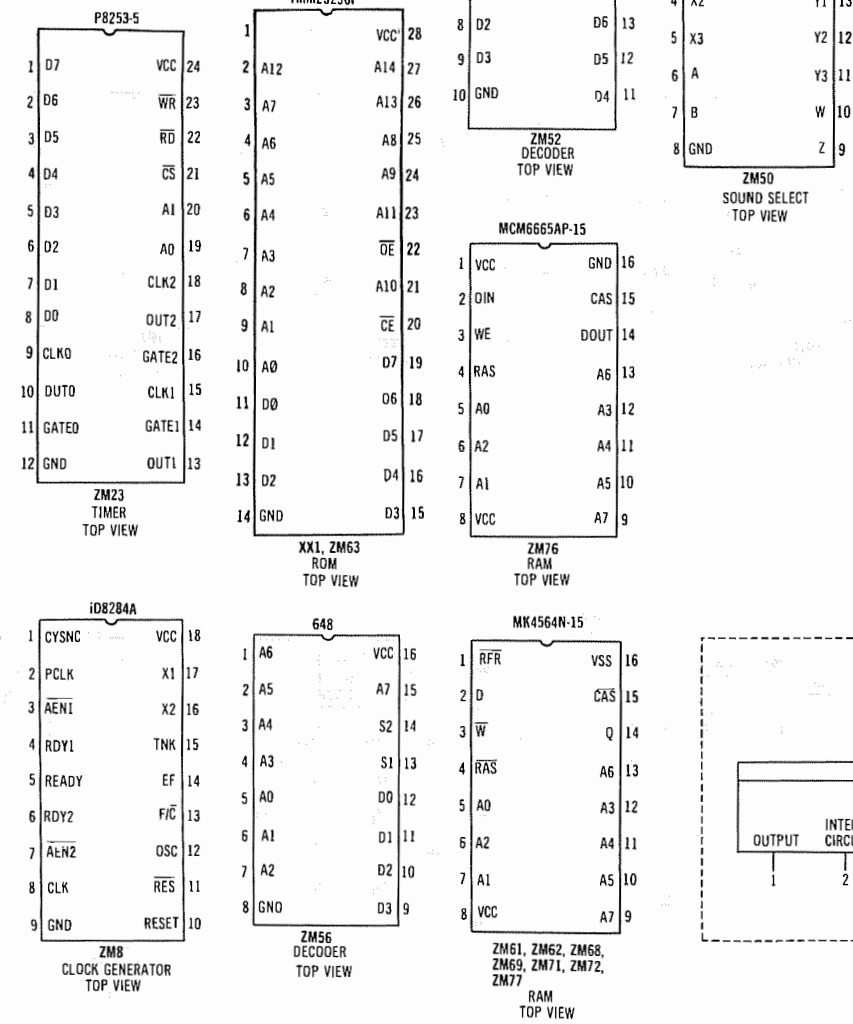 P8253-5
1 D7 VCC 24
2 D6 WR 23
3 D5 RD 22
4 D4 CS 21
5 D3 A1 20
6 D2 A0 19
7 D1 CLK2 18
8 D0 OUT2 17
9 CLK0 GATE2 16
10 DUT0 CLK1 15
11 GATE0 GATE1 14
12 GND OUT1 13
ZM23
TIMER
TOP VIEW
1 VCC 28
2 A12 A14 27
3 A7 A13 26
4 A6 A8 25
5 A5 A9 24
6 A4 A11 23
7 A3 OE 22
8 A2 A10 21
9 A1 CE 20
10 AØ D7 19
11 DØ 06 18
12 D1 D5 17
13 D2 D4 16
14 GND D3 15
XX1, ZM63
ROM
TOP VIEW
8 D2 D6 13
9 D3 D5 12
10 GND D4 11
ZM52
DECODER
TOP VIEW
4 X2 Y1 13
5 X3 Y2 12
6 A Y3 11
7 B W 10
8 GND Z 9
ZM50
SOUND SELECT
TOP VIEW
MCM6665AP-15
1 VCC GND 16
2 OIN CAS 15
3 WE DOUT 14
4 RAS A6 13
5 A0 A3 12
6 A2 A4 11
7 A1 A5 10
8 VCC A7 9
ZM76
RAM
TOP VIEW
iD8284A
1 CYSNC VCC 18
2 PCLK X1 17
3 AEN1 X2 16
4 RDY1 TNK 15
5 READY EF 14
6 RDY2 F/C 13
7 AEN2 OSC 12
8 CLK RES 11
9 GND RESET 10
ZM8
CLOCK GENERATOR
TOP VIEW
648
1 A6 VCC 16
2 A5 A7 15
3 A4 S2 14
4 A3 S1 13
5 A0 D0 12
6 A1 D1 11
7 A2 D2 10
8 GND D3 9
ZM56
DECODER
TOP VIEW
MK4564N-15
1 RFR VSS 16
2 D CAS 15
3 W Q 14
4 RAS A6 13
5 A0 A3 12
6 A2 A4 11
7 A1 A5 10
8 VCC A7 9
ZM61, ZM62, ZM68,
ZM69, ZM71, ZM72,
ZM77
RAM
TOP VIEW
INTE
OUTPUT CIRC
1 2